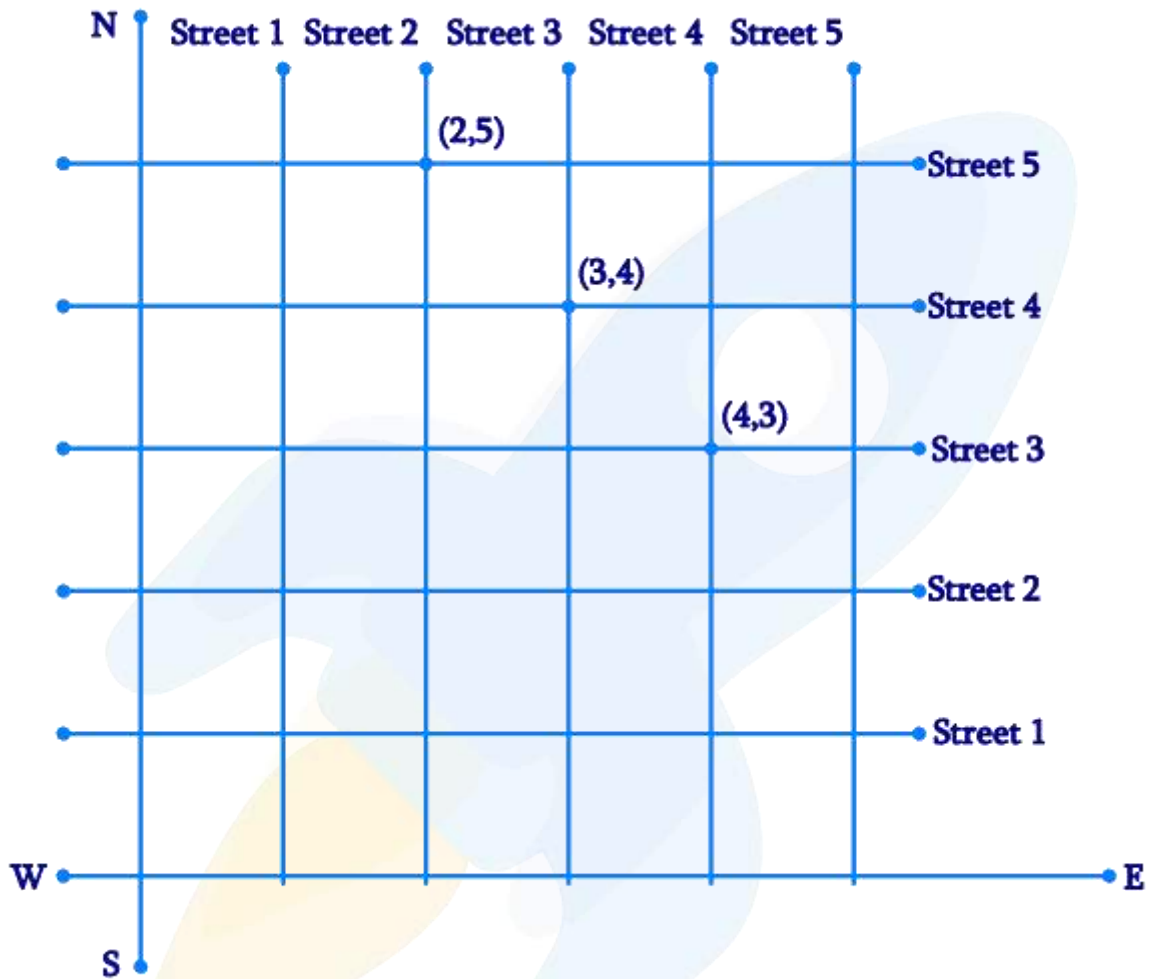 N
Street 1 Street 2 Street 3 Street 4 Street 5
(2,5)
Street 5
(3,4)
Street 4
(4,3)
Street 3
Street 2
Street 1
W
E
S